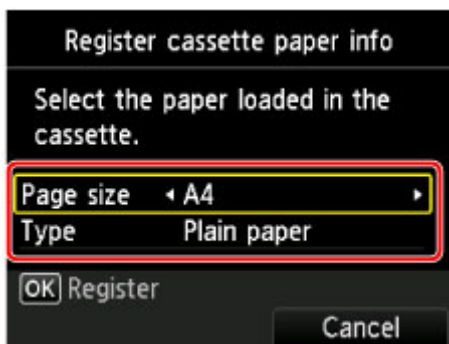 Register cassette paper info
Select the paper loaded in the
cassette.
Page size A4
Type Plain paper
OK Register
Cancel